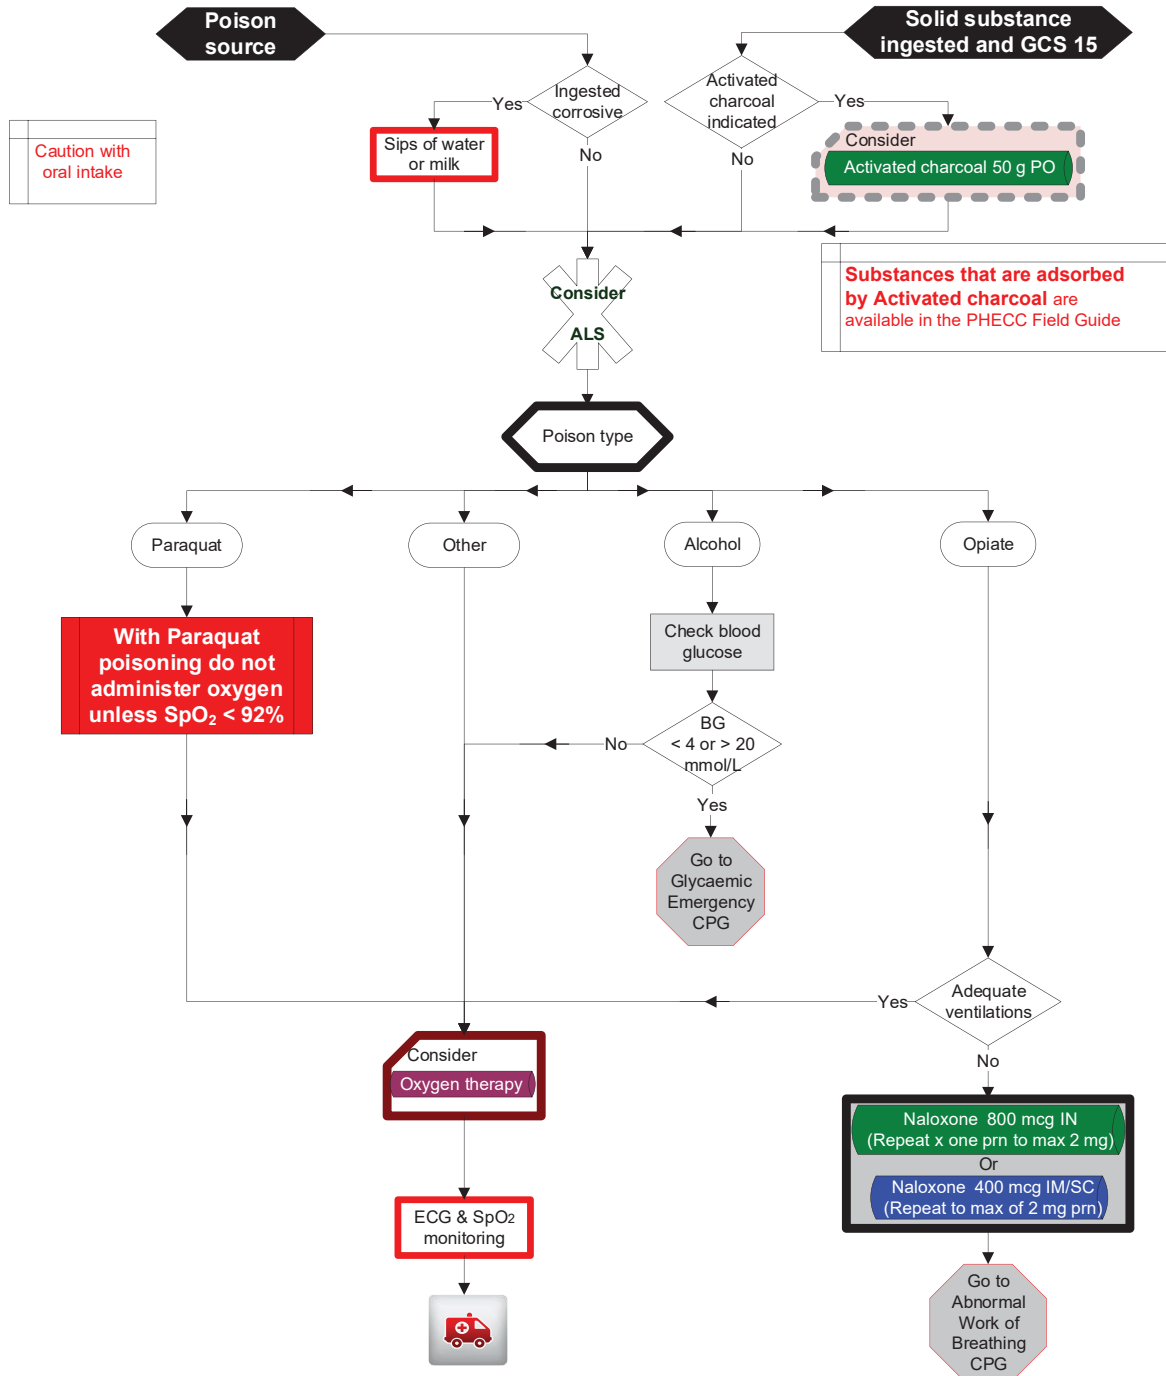 Poison
source
Solid substance
ingested and GCS 15
Ingested
corrosive
Yes
No
Activated
charcoal
indicated
Yes
No
Caution with
oral intake
Sips of water
or milk
Consider
Activated charcoal 50 g PO
Substances that are adsorbed
by Activated charcoal are
available in the PHECC Field Guide
Consider
ALS
Poison type
Paraquat
Other
Alcohol
Opiate
With Paraquat
poisoning do not
administer oxygen
unless SpO₂ < 92%
Check blood
glucose
BG
< 4 or > 20
mmol/L
No
Yes
Go to
Glycaemic
Emergency
CPG
Adequate
ventilations
Yes
No
Consider
Oxygen therapy
Naloxone 800 mcg IN
(Repeat x one prn to max 2 mg)
Or
Naloxone 400 mcg IM/SC
(Repeat to max of 2 mg prn)
ECG & SpO₂
monitoring
Go to
Abnormal
Work of
Breathing
CPG